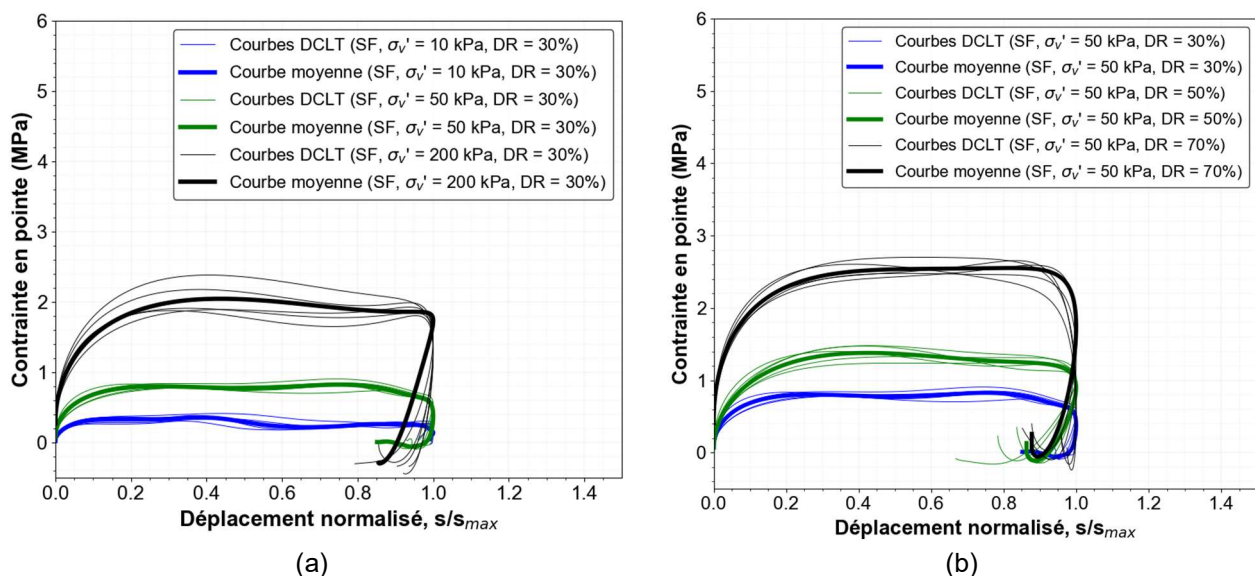 6
5
4
3
2
1
0
Contrainte en pointe (MPa)
Courbes DCLT (SF, σv' = 10 kPa, DR = 30%)
Courbe moyenne (SF, σv' = 10 kPa, DR = 30%)
Courbes DCLT (SF, σv' = 50 kPa, DR = 30%)
Courbe moyenne (SF, σv' = 50 kPa, DR = 30%)
Courbes DCLT (SF, σv' = 200 kPa, DR = 30%)
Courbe moyenne (SF, σv' = 200 kPa, DR = 30%)
0.0 0.2 0.4 0.6 0.8 1.0 1.2 1.4
Déplacement normalisé, s/smax
(a)
6
5
4
3
2
1
0
Contrainte en pointe (MPa)
Courbes DCLT (SF, σv' = 50 kPa, DR = 30%)
Courbe moyenne (SF, σv' = 50 kPa, DR = 30%)
Courbes DCLT (SF, σv' = 50 kPa, DR = 50%)
Courbe moyenne (SF, σv' = 50 kPa, DR = 50%)
Courbes DCLT (SF, σv' = 50 kPa, DR = 70%)
Courbe moyenne (SF, σv' = 50 kPa, DR = 70%)
0.0 0.2 0.4 0.6 0.8 1.0 1.2 1.4
Déplacement normalisé, s/smax
(b)